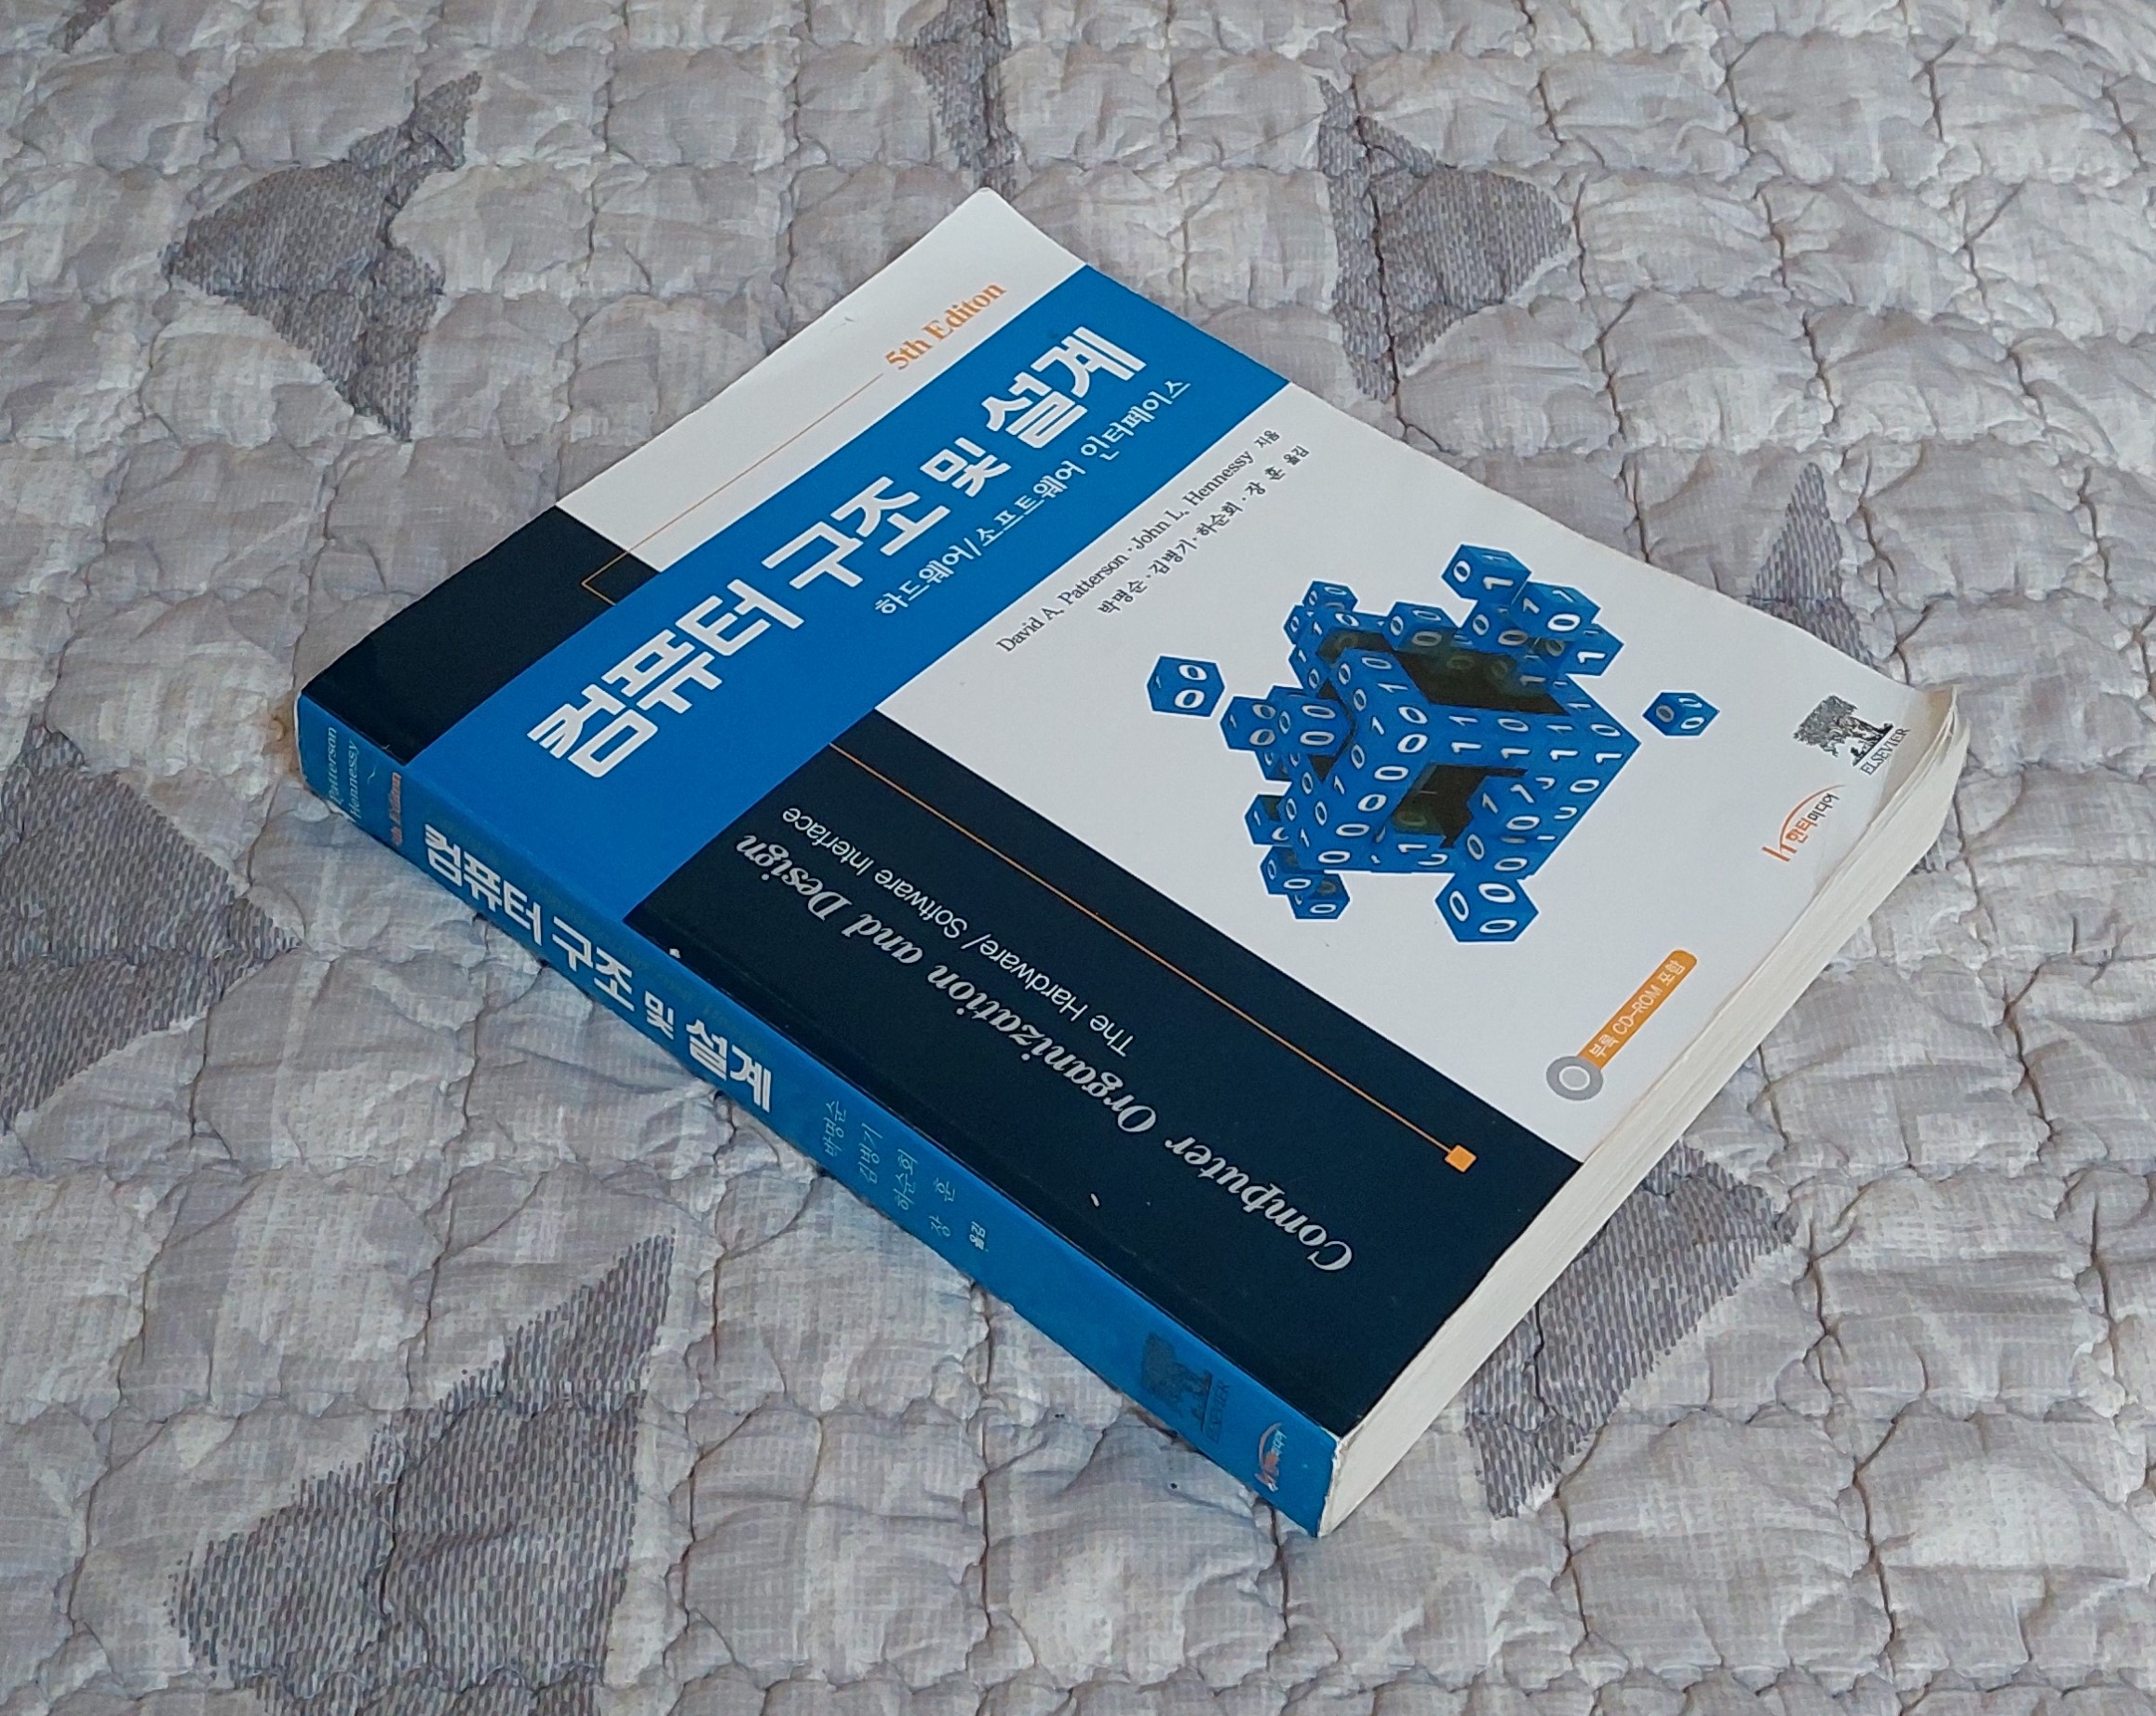 5th Editon
컴퓨터 구조 및 설계
하드웨어/소프트웨어 인터페이스
David A. Patterson · John L. Hennessy 지음
박명순 · 김병기 · 하순회 · 장 훈 옮김
Computer Organization and Design
The Hardware/ Software Interface
ELSEVIER
한티미디어
부록 CD-ROM 포함
Patterson
Hennessy
5th Editon
컴퓨터 구조 및 설계
박명순
김병기
하순회
장 훈
옮김
ELSEVIER
한티미디어